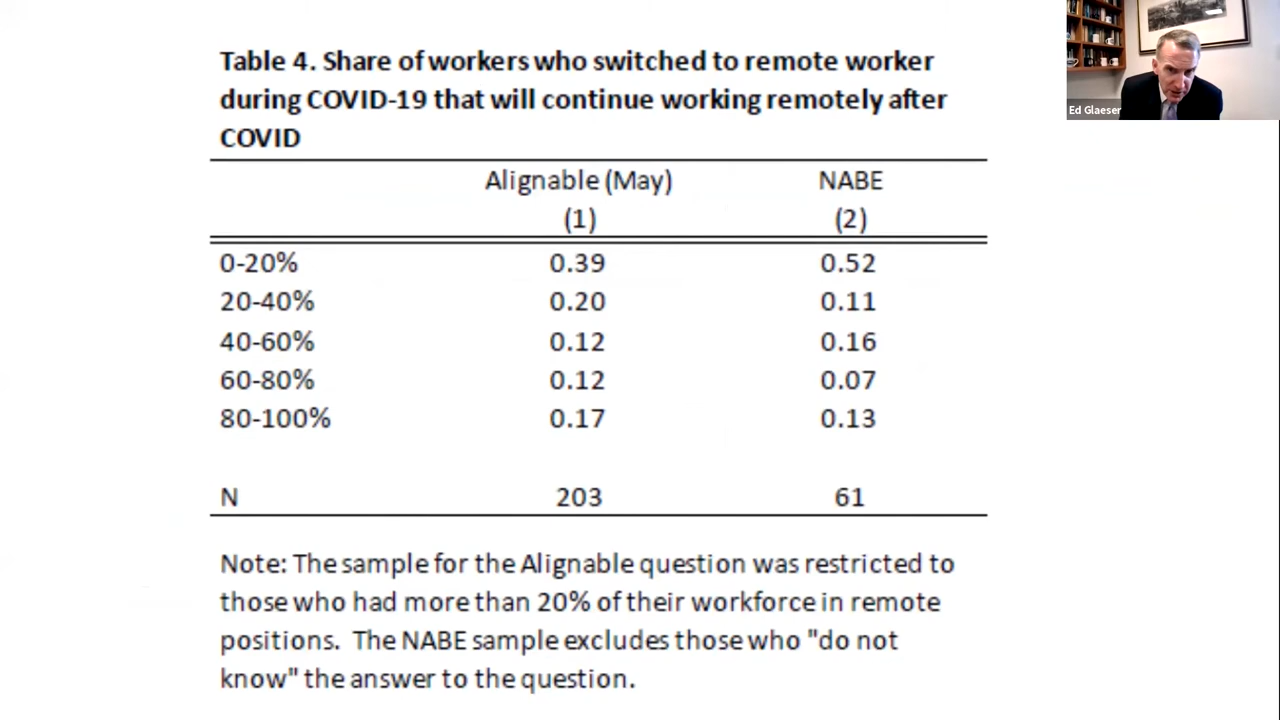 Table 4. Share of workers who switched to remote worker
during COVID-19 that will continue working remotely after
COVID
Alignable (May) NABE
(1) (2)
0-20% 0.39 0.52
20-40% 0.20 0.11
40-60% 0.12 0.16
60-80% 0.12 0.07
80-100% 0.17 0.13
N 203 61
Note: The sample for the Alignable question was restricted to
those who had more than 20% of their workforce in remote
positions. The NABE sample excludes those who "do not
know" the answer to the question.
Ed Glaeser